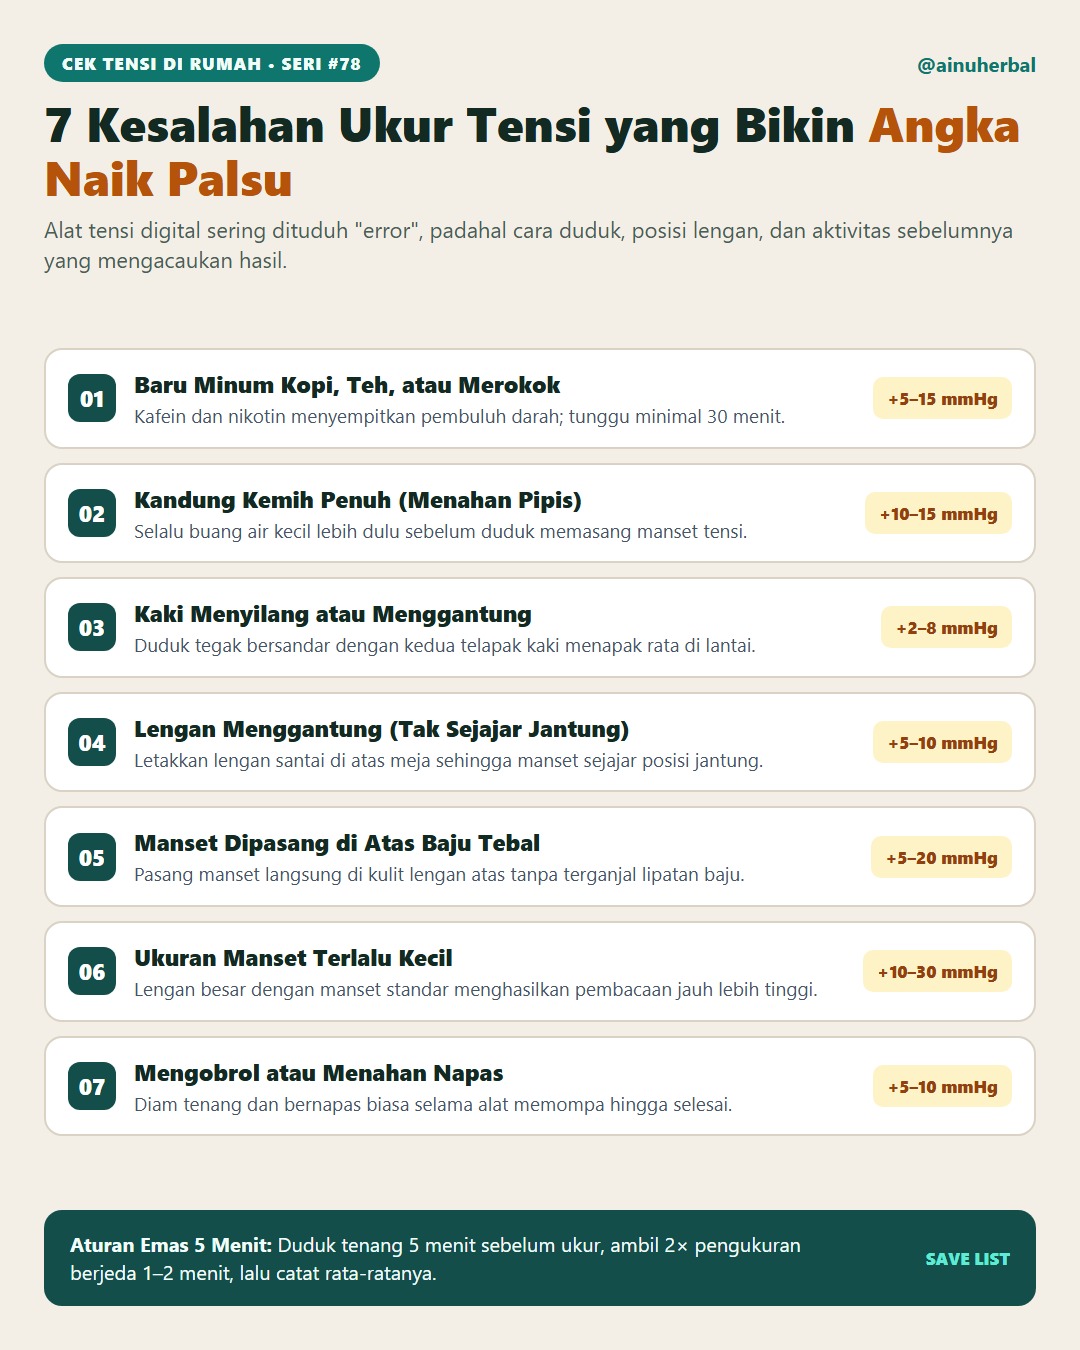 CEK TENSI DI RUMAH • SERI #78
@ainuherbal
7 Kesalahan Ukur Tensi yang Bikin Angka
Naik Palsu
Alat tensi digital sering dituduh "error", padahal cara duduk, posisi lengan, dan aktivitas sebelumnya
yang mengacaukan hasil.
01
Baru Minum Kopi, Teh, atau Merokok
Kafein dan nikotin menyempitkan pembuluh darah; tunggu minimal 30 menit.
+5–15 mmHg
02
Kandung Kemih Penuh (Menahan Pipis)
Selalu buang air kecil lebih dulu sebelum duduk memasang manset tensi.
+10–15 mmHg
03
Kaki Menyilang atau Menggantung
Duduk tegak bersandar dengan kedua telapak kaki menapak rata di lantai.
+2–8 mmHg
04
Lengan Menggantung (Tak Sejajar Jantung)
Letakkan lengan santai di atas meja sehingga manset sejajar posisi jantung.
+5–10 mmHg
05
Manset Dipasang di Atas Baju Tebal
Pasang manset langsung di kulit lengan atas tanpa terganjal lipatan baju.
+5–20 mmHg
06
Ukuran Manset Terlalu Kecil
Lengan besar dengan manset standar menghasilkan pembacaan jauh lebih tinggi.
+10–30 mmHg
07
Mengobrol atau Menahan Napas
Diam tenang dan bernapas biasa selama alat memompa hingga selesai.
+5–10 mmHg
Aturan Emas 5 Menit: Duduk tenang 5 menit sebelum ukur, ambil 2× pengukuran
berjeda 1–2 menit, lalu catat rata-ratanya.
SAVE LIST